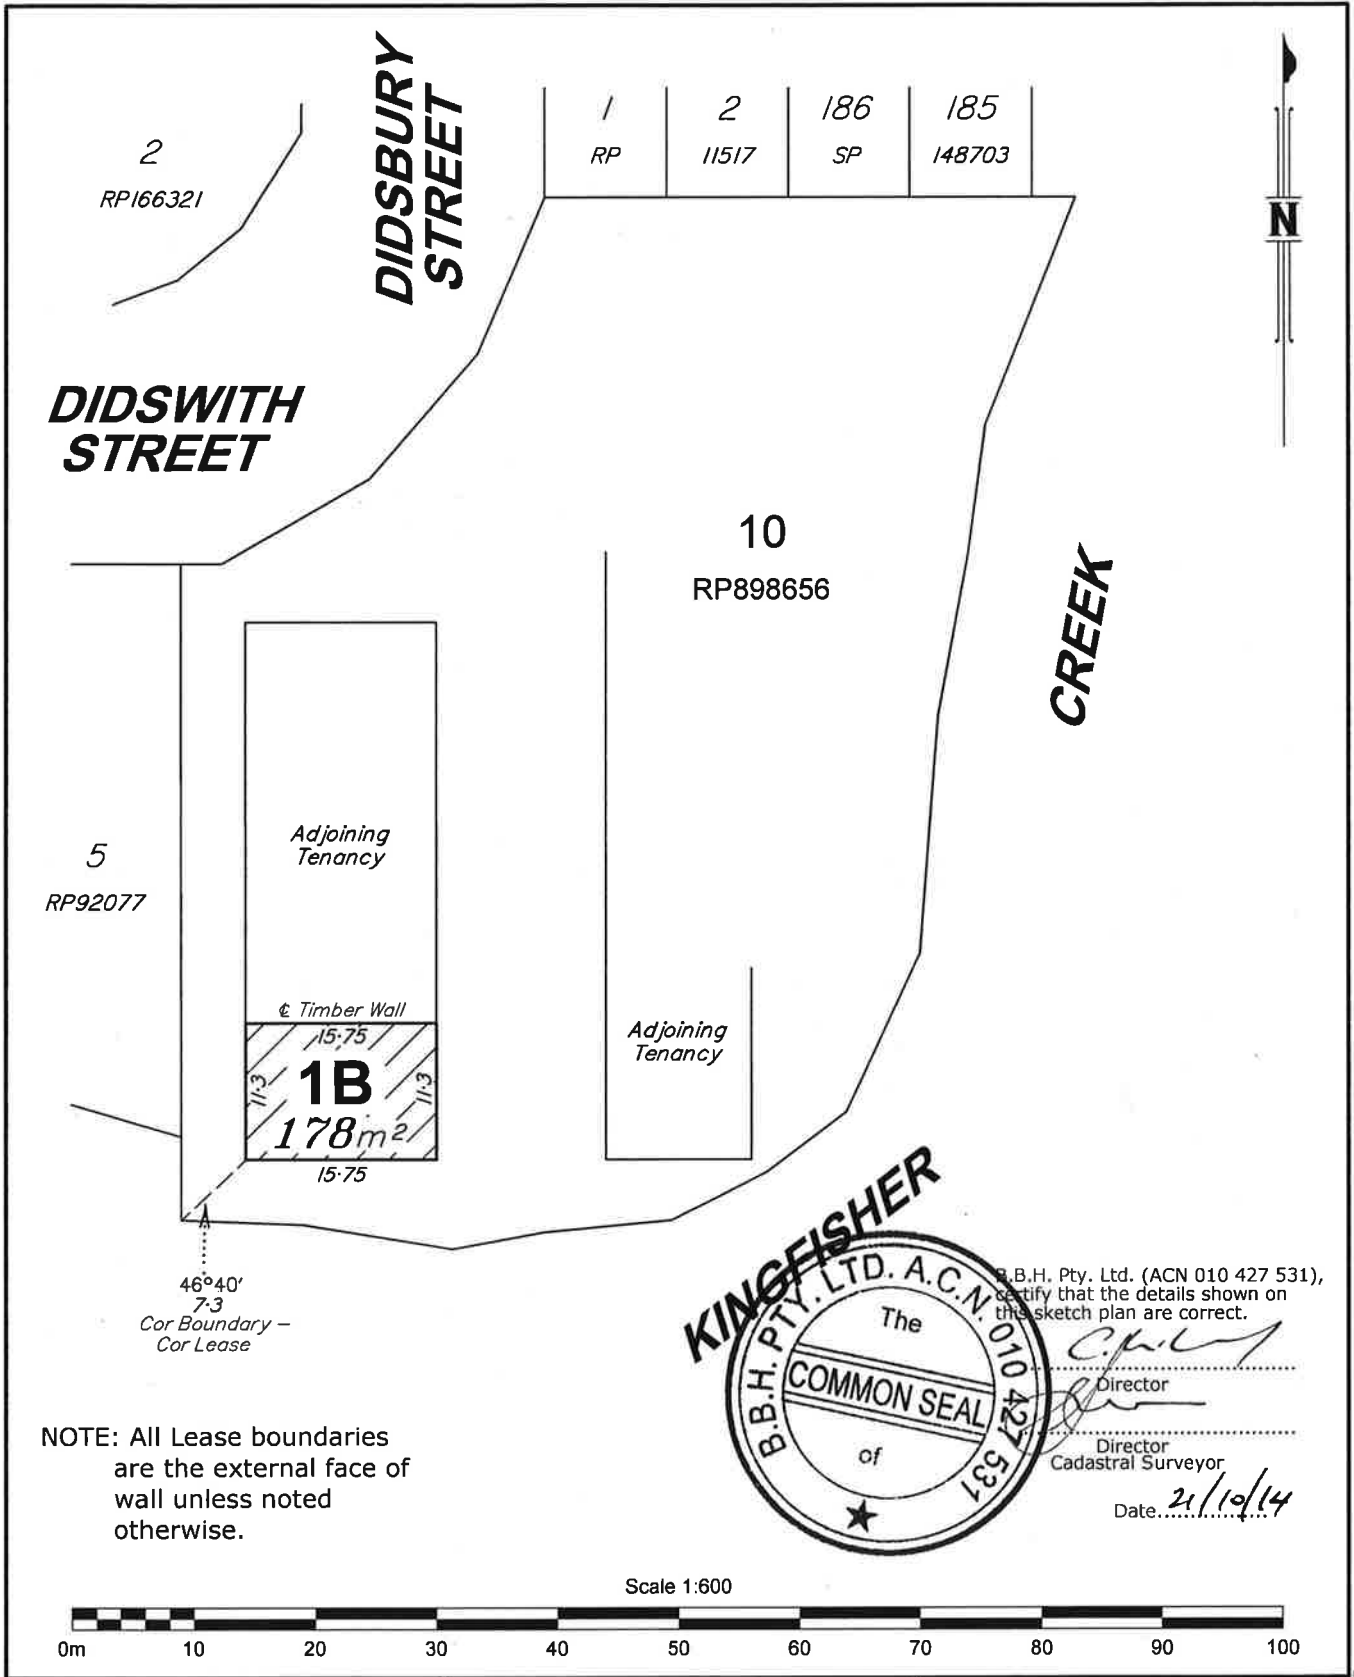 DIDSBURY
STREET
1
RP
2
11517
186
SP
185
148703
2
RP166321
N
DIDSWITH
STREET
10
RP898656
CREEK
5
RP92077
Adjoining
Tenancy
℄ Timber Wall
15·75
11·3
1B
11·3
178m²
15·75
Adjoining
Tenancy
46°40'
7·3
Cor Boundary –
Cor Lease
KINGFISHER
B.B.H. PTY. LTD. A.C.N. 010 427 531
The
COMMON SEAL
of
B.B.H. Pty. Ltd. (ACN 010 427 531),
certify that the details shown on
this sketch plan are correct.
Director
Director
Cadastral Surveyor
Date 21/10/14
NOTE: All Lease boundaries
are the external face of
wall unless noted
otherwise.
Scale 1:600
0m 10 20 30 40 50 60 70 80 90 100